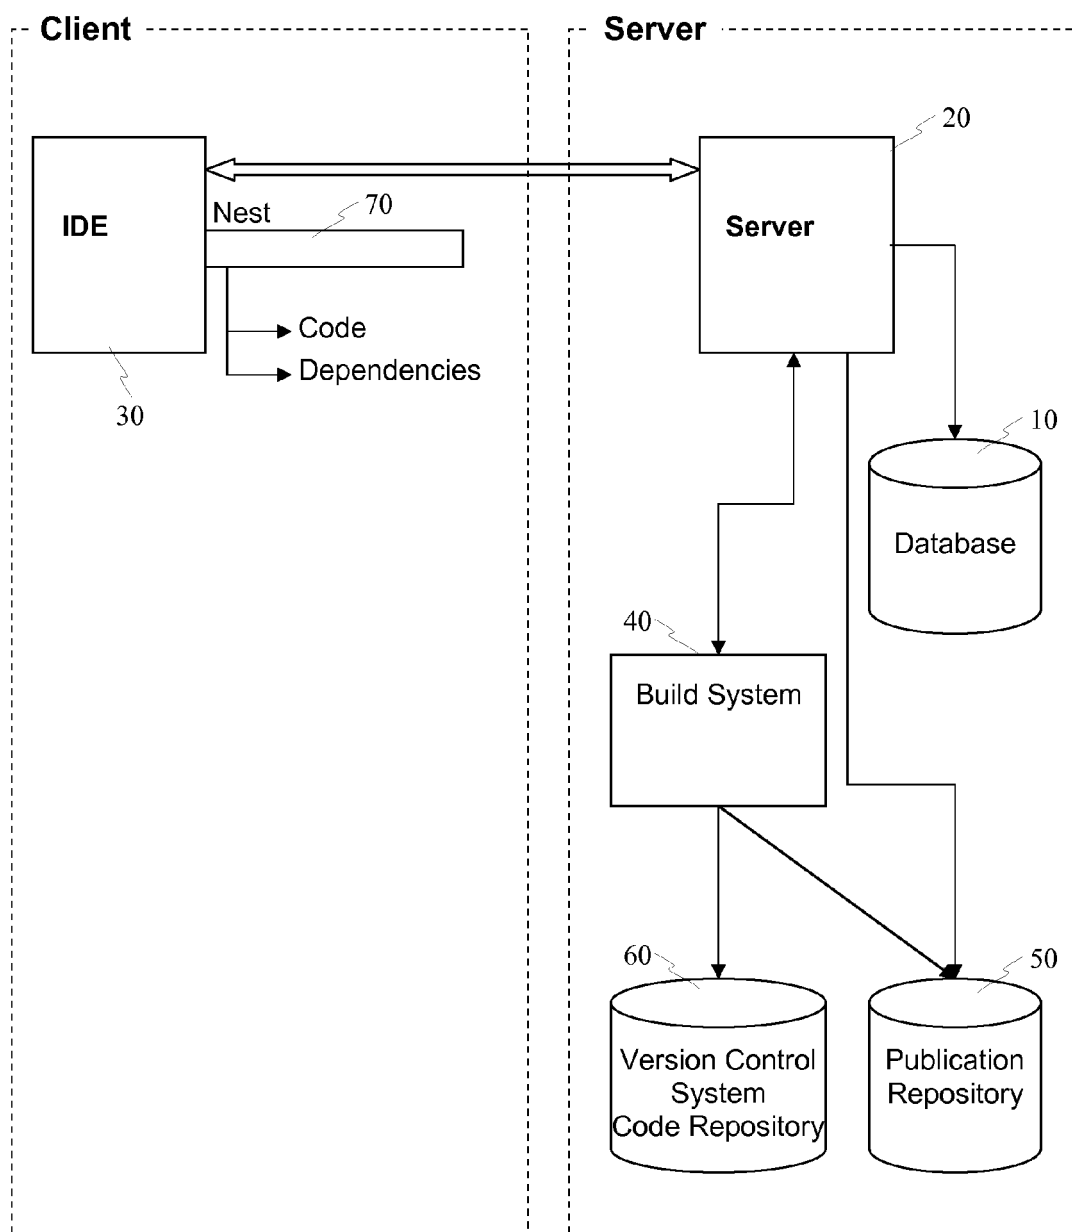 Client
Server
20
IDE
Nest
70
Server
Code
Dependencies
30
10
Database
40
Build System
60
50
Version Control
System
Code Repository
Publication
Repository